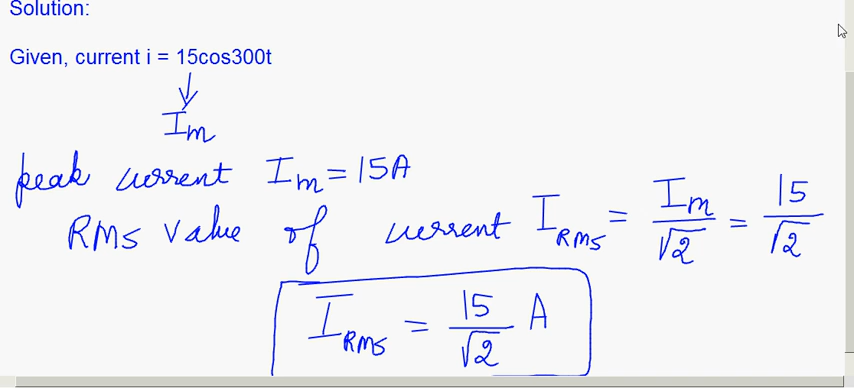 Solution:
Given, current i = 15cos300t
↓
Im
peak current Im = 15A
RMS value of current IRMS = Im/√2 = 15/√2
IRMS = 15/√2 A